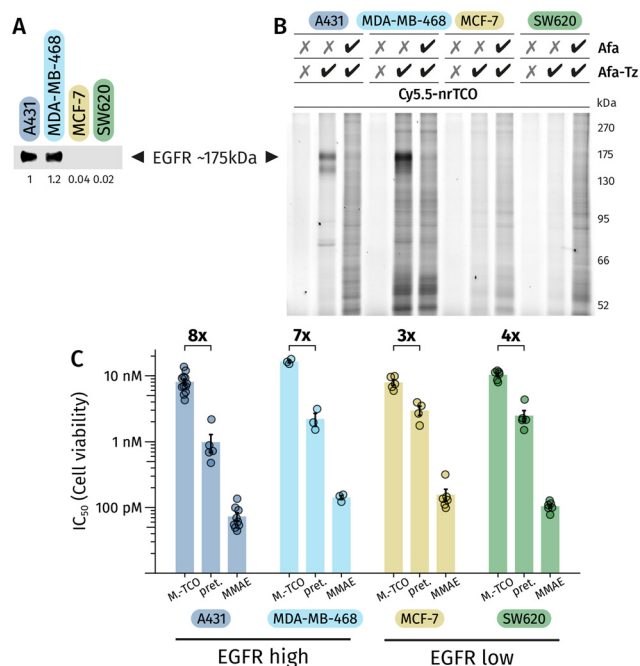 A
A431
MDA-MB-468
MCF-7
SW620
1
1.2
0.04
0.02
◄ EGFR ~175kDa ►
B
A431
MDA-MB-468
MCF-7
SW620
✗ ✗ ✔ ✗ ✗ ✔ ✗ ✗ ✔ ✗ ✗ ✔ Afa
✗ ✔ ✔ ✗ ✔ ✔ ✗ ✔ ✔ ✗ ✔ ✔ Afa-Tz
Cy5.5-nrTCO
kDa
270
175
130
95
66
52
C
8x
7x
3x
4x
IC₅₀ (Cell viability)
10 nM
1 nM
100 pM
M.-TCO pret. MMAE M.-TCO pret. MMAE M.-TCO pret. MMAE M.-TCO pret. MMAE
A431
MDA-MB-468
MCF-7
SW620
EGFR high
EGFR low